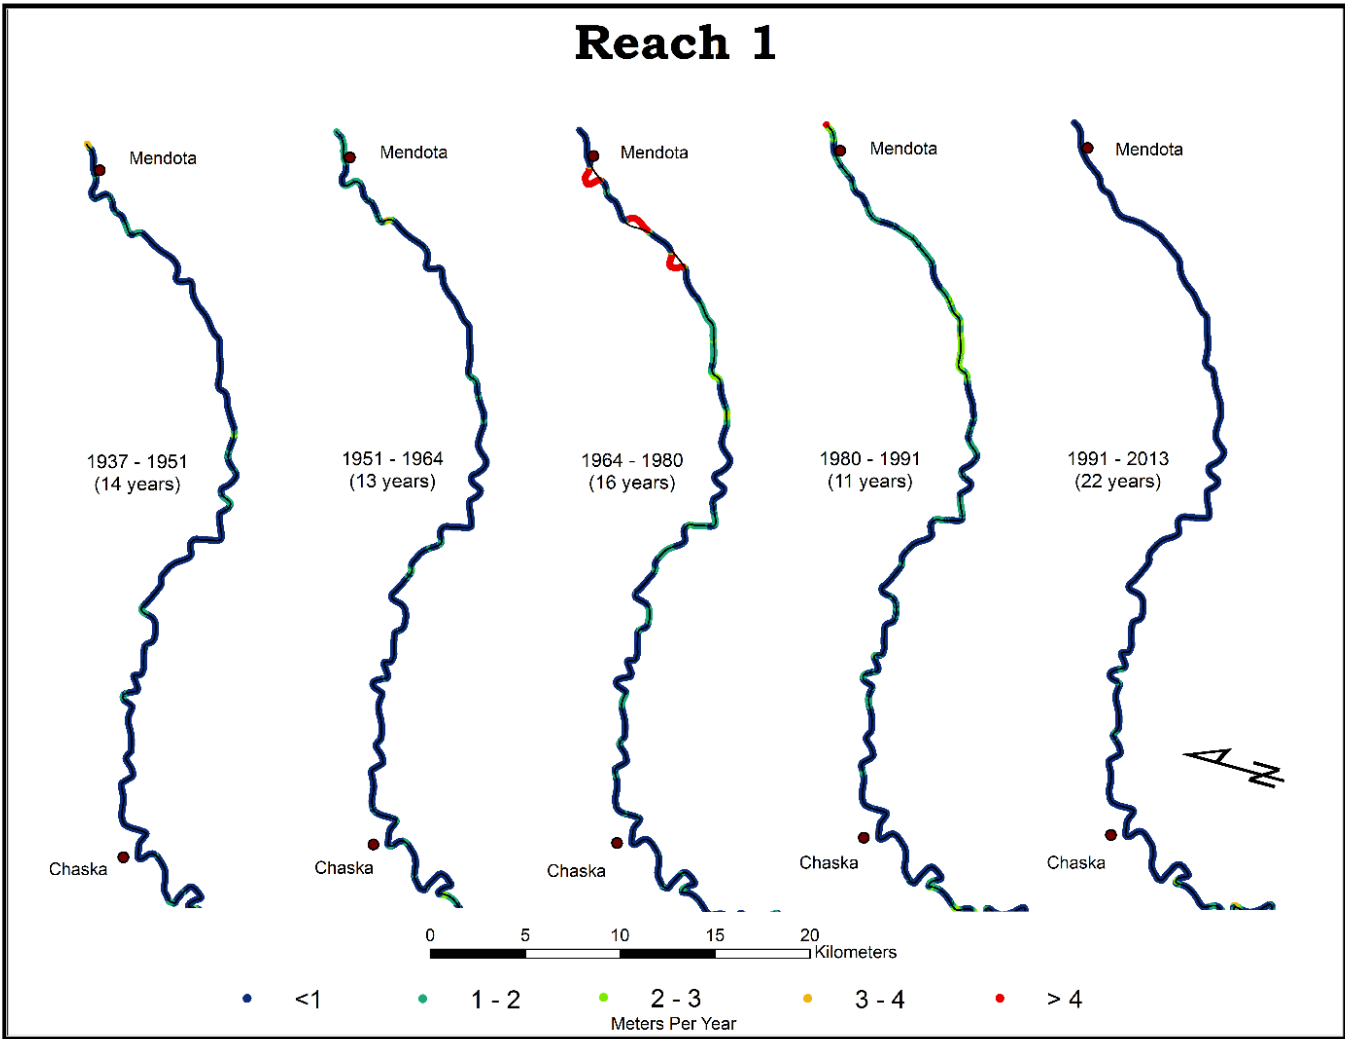 Reach 1
Mendota
Mendota
Mendota
Mendota
Mendota
1937 - 1951
(14 years)
1951 - 1964
(13 years)
1964 - 1980
(16 years)
1980 - 1991
(11 years)
1991 - 2013
(22 years)
N
Chaska
Chaska
Chaska
Chaska
Chaska
0 5 10 15 20
Kilometers
<1 1 - 2 2 - 3 3 - 4 > 4
Meters Per Year